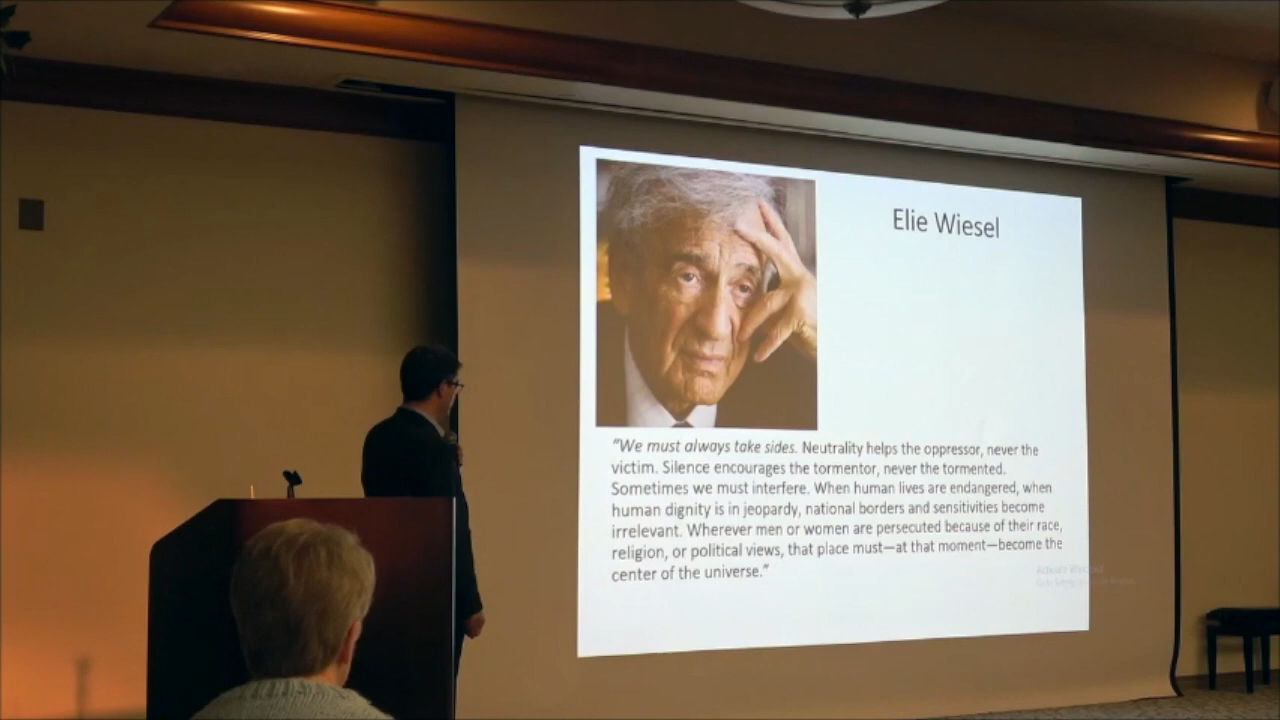 Elie Wiesel
“We must always take sides. Neutrality helps the oppressor, never the
victim. Silence encourages the tormentor, never the tormented.
Sometimes we must interfere. When human lives are endangered, when
human dignity is in jeopardy, national borders and sensitivities become
irrelevant. Wherever men or women are persecuted because of their race,
religion, or political views, that place must—at that moment—become the
center of the universe.”